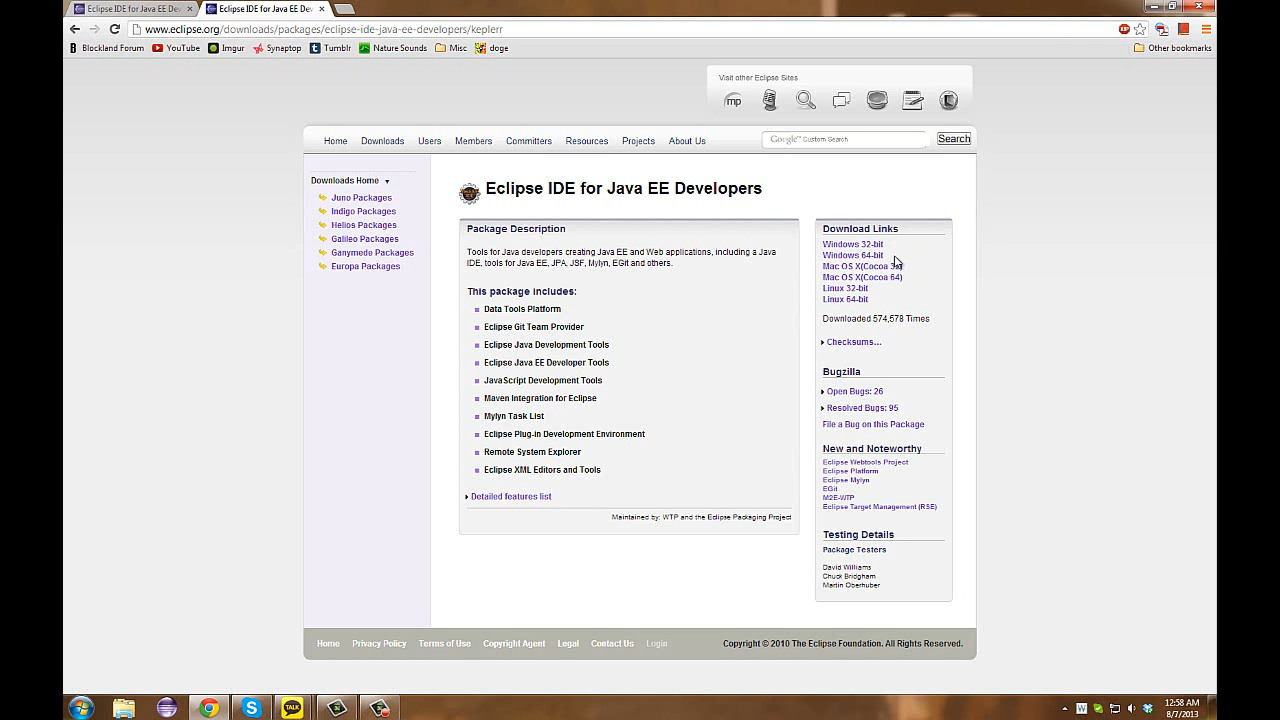 Eclipse IDE for Java EE Dev
Eclipse IDE for Java EE Dev
www.eclipse.org/downloads/packages/eclipse-ide-java-ee-developers/keplerr
Blockland Forum YouTube Imgur Synaptop Tumblr Nature Sounds Misc doge Other bookmarks
Visit other Eclipse Sites
mp
Home Downloads Users Members Committers Resources Projects About Us Google™ Custom Search Search
Downloads Home
Juno Packages
Indigo Packages
Helios Packages
Galileo Packages
Ganymede Packages
Europa Packages
Eclipse IDE for Java EE Developers
Package Description
Tools for Java developers creating Java EE and Web applications, including a Java
IDE, tools for Java EE, JPA, JSF, Mylyn, EGit and others.
This package includes:
Data Tools Platform
Eclipse Git Team Provider
Eclipse Java Development Tools
Eclipse Java EE Developer Tools
JavaScript Development Tools
Maven Integration for Eclipse
Mylyn Task List
Eclipse Plug-in Development Environment
Remote System Explorer
Eclipse XML Editors and Tools
Detailed features list
Maintained by: WTP and the Eclipse Packaging Project
Download Links
Windows 32-bit
Windows 64-bit
Mac OS X(Cocoa
Mac OS X(Cocoa 64)
Linux 32-bit
Linux 64-bit
Downloaded 574,578 Times
Checksums...
Bugzilla
Open Bugs: 26
Resolved Bugs: 95
File a Bug on this Package
New and Noteworthy
Eclipse Webtools Project
Eclipse Platform
Eclipse Mylyn
EGit
M2E-WTP
Eclipse Target Management (RSE)
Testing Details
Package Testers
David Williams
Chuck Bridgham
Martin Oberhuber
Home Privacy Policy Terms of Use Copyright Agent Legal Contact Us Login Copyright © 2010 The Eclipse Foundation. All Rights Reserved.
TALK
12:58 AM
8/7/2013